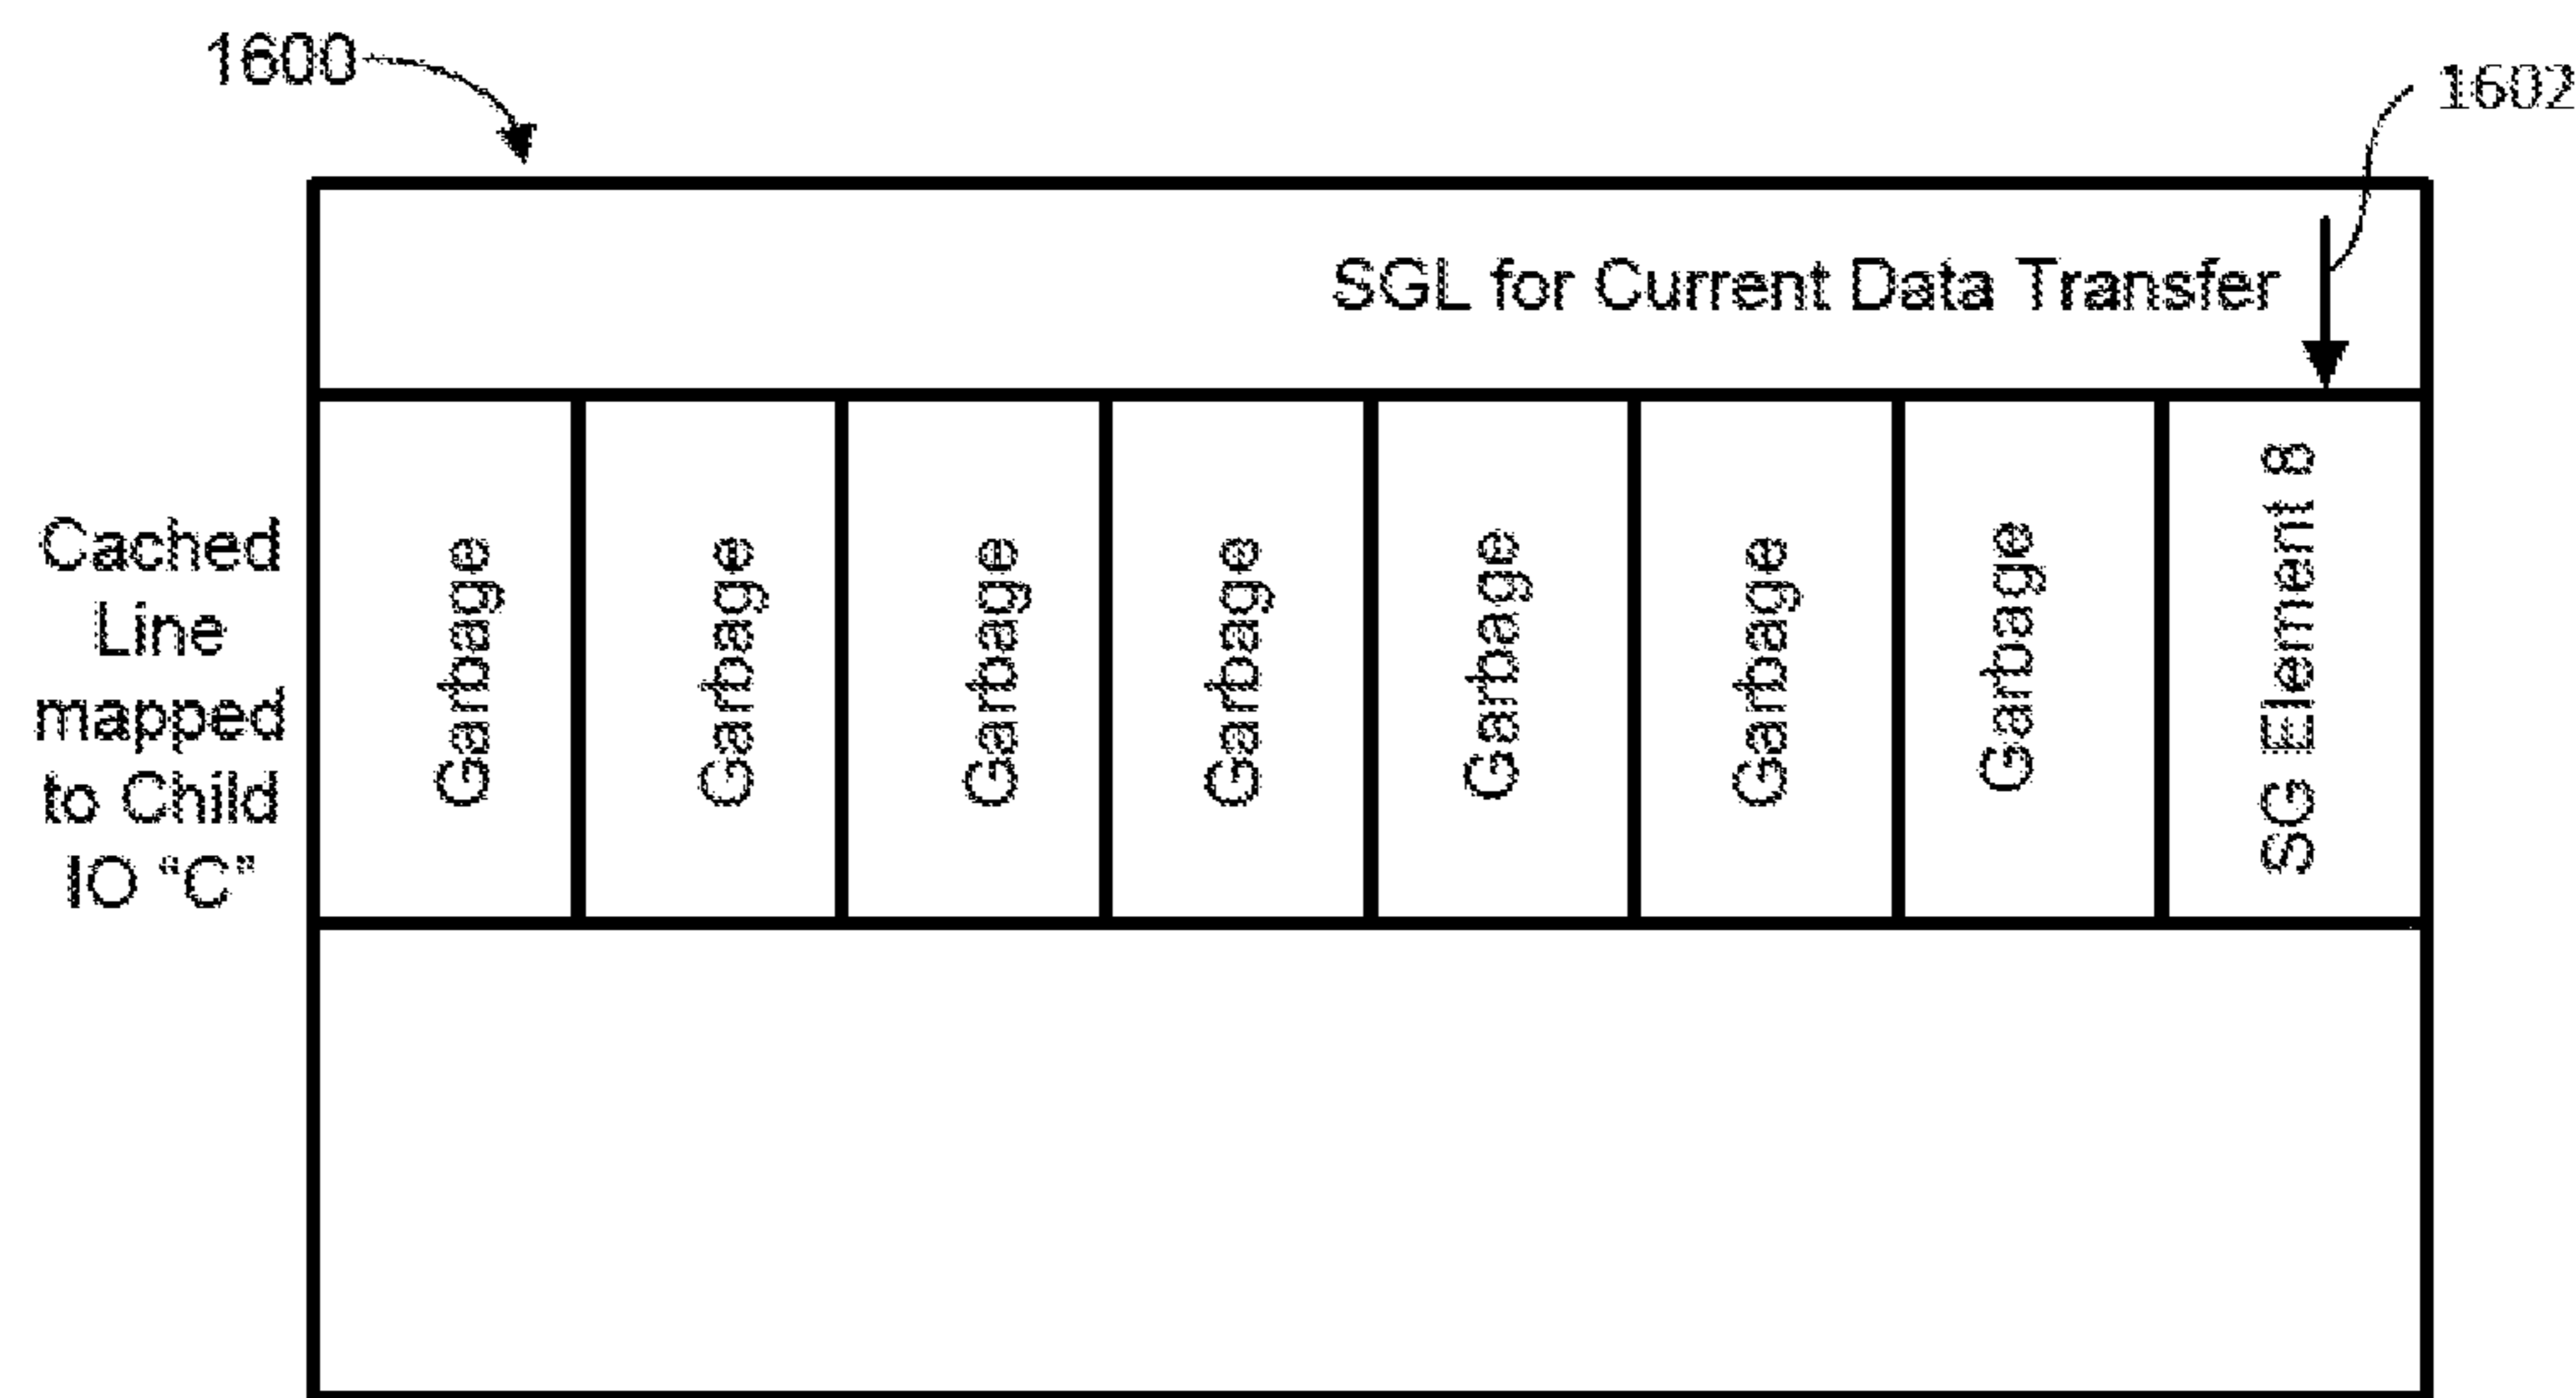 1600
1602
SGL for Current Data Transfer
Cached
Line
mapped
to Child
IO “C”
Garbage
Garbage
Garbage
Garbage
Garbage
Garbage
Garbage
SG Element 8